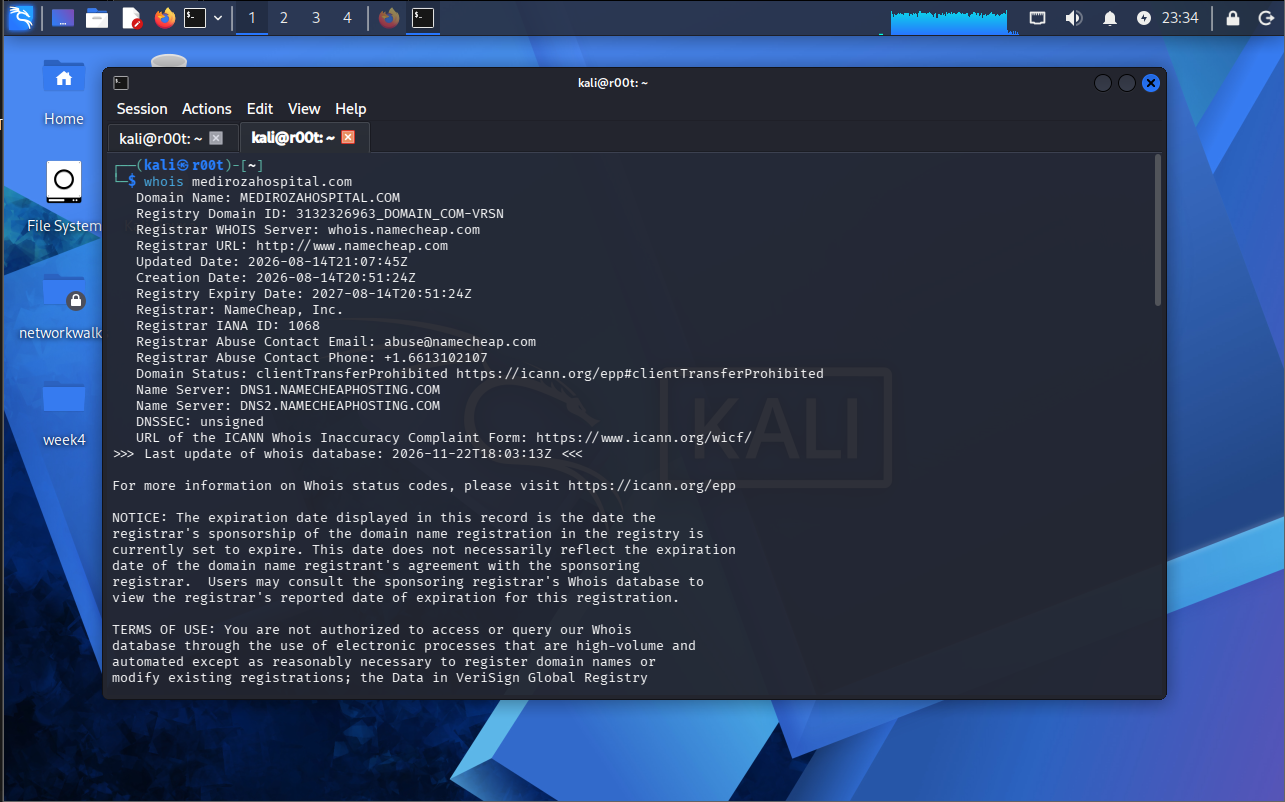 1 2 3 4 23:34
kali@r00t: ~
Home
Session Actions Edit View Help
kali@r00t: ~ kali@r00t: ~
┌──(kali㉿r00t)-[~]
└─$ whois medirozahospital.com
Domain Name: MEDIROZAHOSPITAL.COM
Registry Domain ID: 3132326963_DOMAIN_COM-VRSN
Registrar WHOIS Server: whois.namecheap.com
Registrar URL: http://www.namecheap.com
Updated Date: 2026-08-14T21:07:45Z
Creation Date: 2026-08-14T20:51:24Z
Registry Expiry Date: 2027-08-14T20:51:24Z
Registrar: NameCheap, Inc.
Registrar IANA ID: 1068
Registrar Abuse Contact Email: abuse@namecheap.com
Registrar Abuse Contact Phone: +1.6613102107
Domain Status: clientTransferProhibited https://icann.org/epp#clientTransferProhibited
Name Server: DNS1.NAMECHEAPHOSTING.COM
Name Server: DNS2.NAMECHEAPHOSTING.COM
DNSSEC: unsigned
URL of the ICANN Whois Inaccuracy Complaint Form: https://www.icann.org/wicf/
>>> Last update of whois database: 2026-11-22T18:03:13Z <<<
For more information on Whois status codes, please visit https://icann.org/epp
NOTICE: The expiration date displayed in this record is the date the
registrar's sponsorship of the domain name registration in the registry is
currently set to expire. This date does not necessarily reflect the expiration
date of the domain name registrant's agreement with the sponsoring
registrar.  Users may consult the sponsoring registrar's Whois database to
view the registrar's reported date of expiration for this registration.
TERMS OF USE: You are not authorized to access or query our Whois
database through the use of electronic processes that are high-volume and
automated except as reasonably necessary to register domain names or
modify existing registrations; the Data in VeriSign Global Registry
File System
networkwalk
week4
KALI